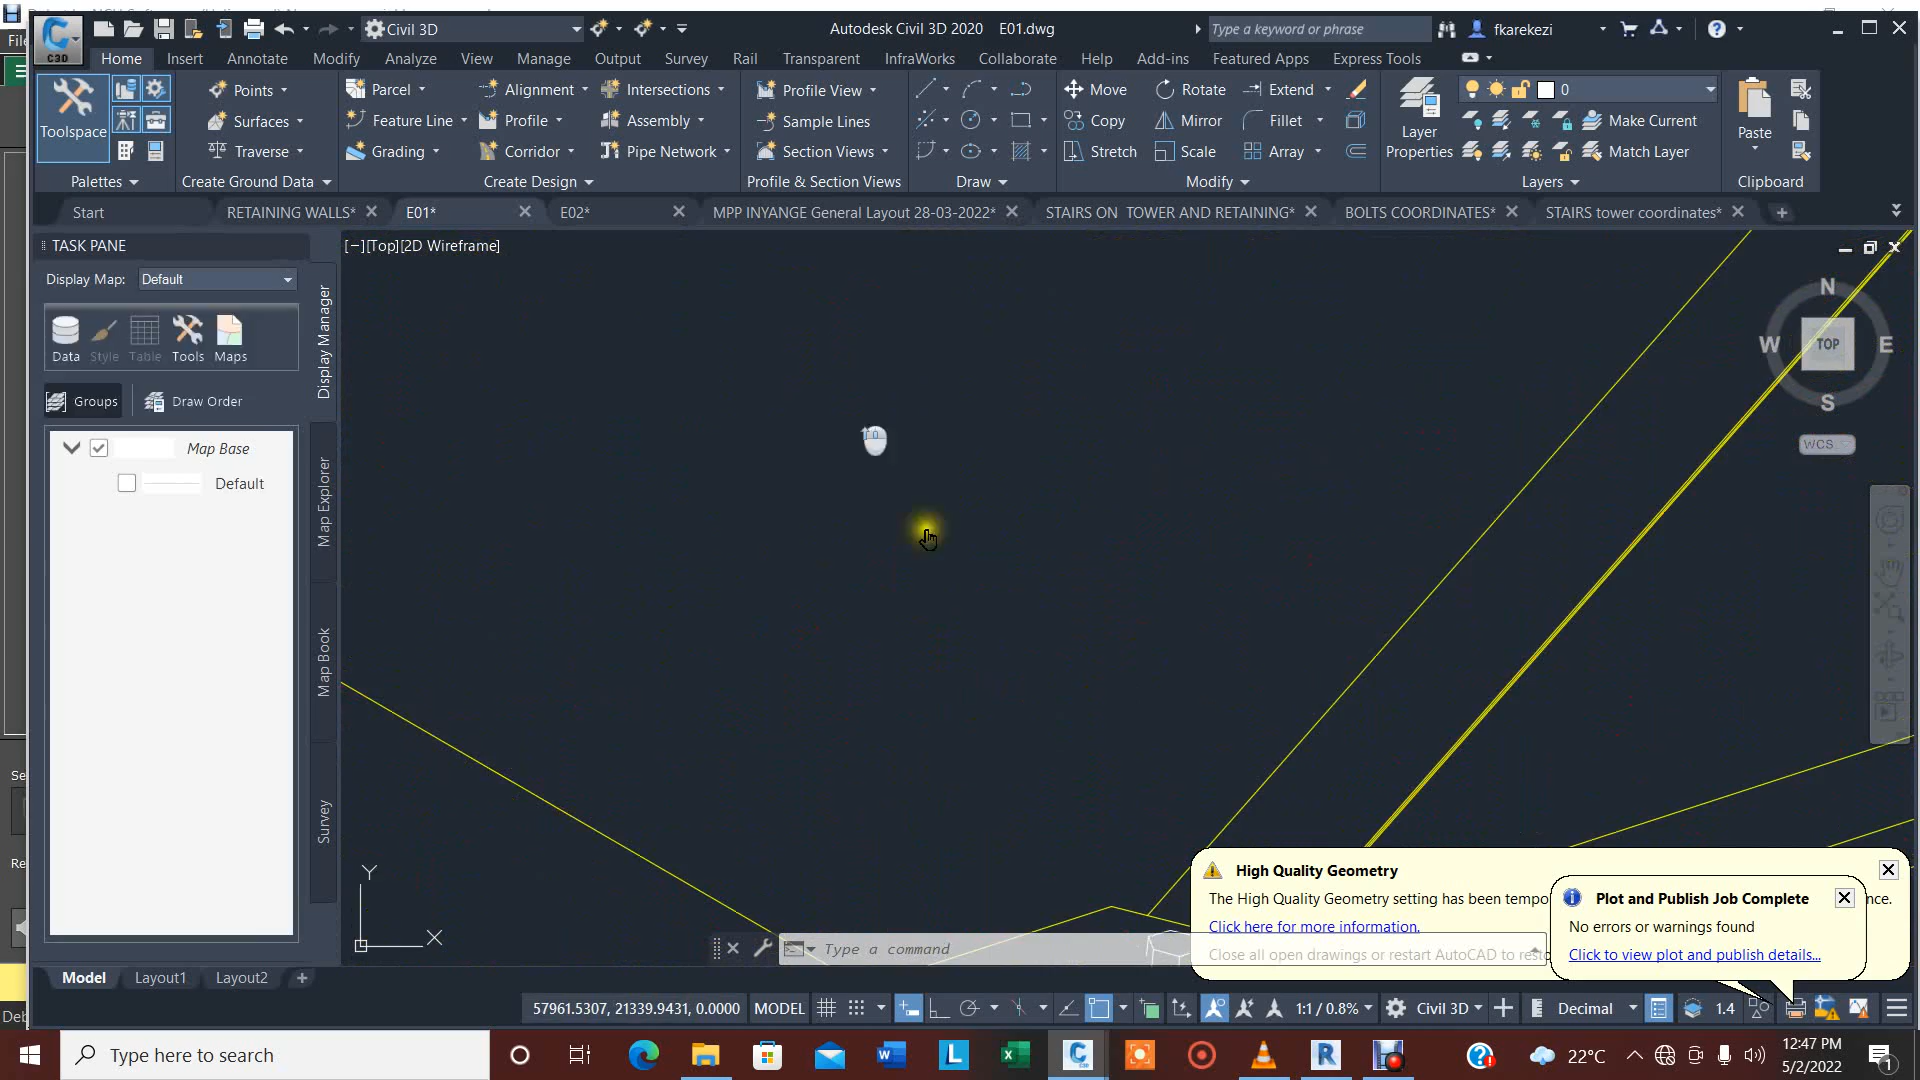 Civil 3D
Autodesk Civil 3D 2020 E01.dwg
Type a keyword or phrase
fkarekezi
C3D
Home Insert Annotate Modify Analyze View Manage Output Survey Rail Transparent InfraWorks Collaborate Help Add-ins Featured Apps Express Tools
Toolspace
Points
Surfaces
Traverse
Parcel
Feature Line
Grading
Alignment
Profile
Corridor
Intersections
Assembly
Pipe Network
Profile View
Sample Lines
Section Views
Move
Copy
Stretch
Rotate
Mirror
Scale
Extend
Fillet
Array
Layer
Properties
0
Make Current
Match Layer
Paste
Palettes Create Ground Data Create Design Profile & Section Views Draw Modify Layers Clipboard
Start RETAINING WALLS* E01* E02* MPP INYANGE General Layout 28-03-2022* STAIRS ON TOWER AND RETAINING* BOLTS COORDINATES* STAIRS tower coordinates*
TASK PANE
Display Map: Default
Data Style Table Tools Maps
Groups Draw Order
Map Base
Default
Display Manager
Map Explorer
Map Book
Survey
[−][Top][2D Wireframe]
N
W TOP E
S
WCS
Y
X
Type a command
High Quality Geometry
The High Quality Geometry setting has been tempo
nce.
Click here for more information.
Close all open drawings or restart AutoCAD to resto
Plot and Publish Job Complete
No errors or warnings found
Click to view plot and publish details...
Model Layout1 Layout2
57961.5307, 21339.9431, 0.0000 MODEL 1:1 / 0.8% Civil 3D Decimal 1.4
Type here to search
22°C
12:47 PM
5/2/2022
1